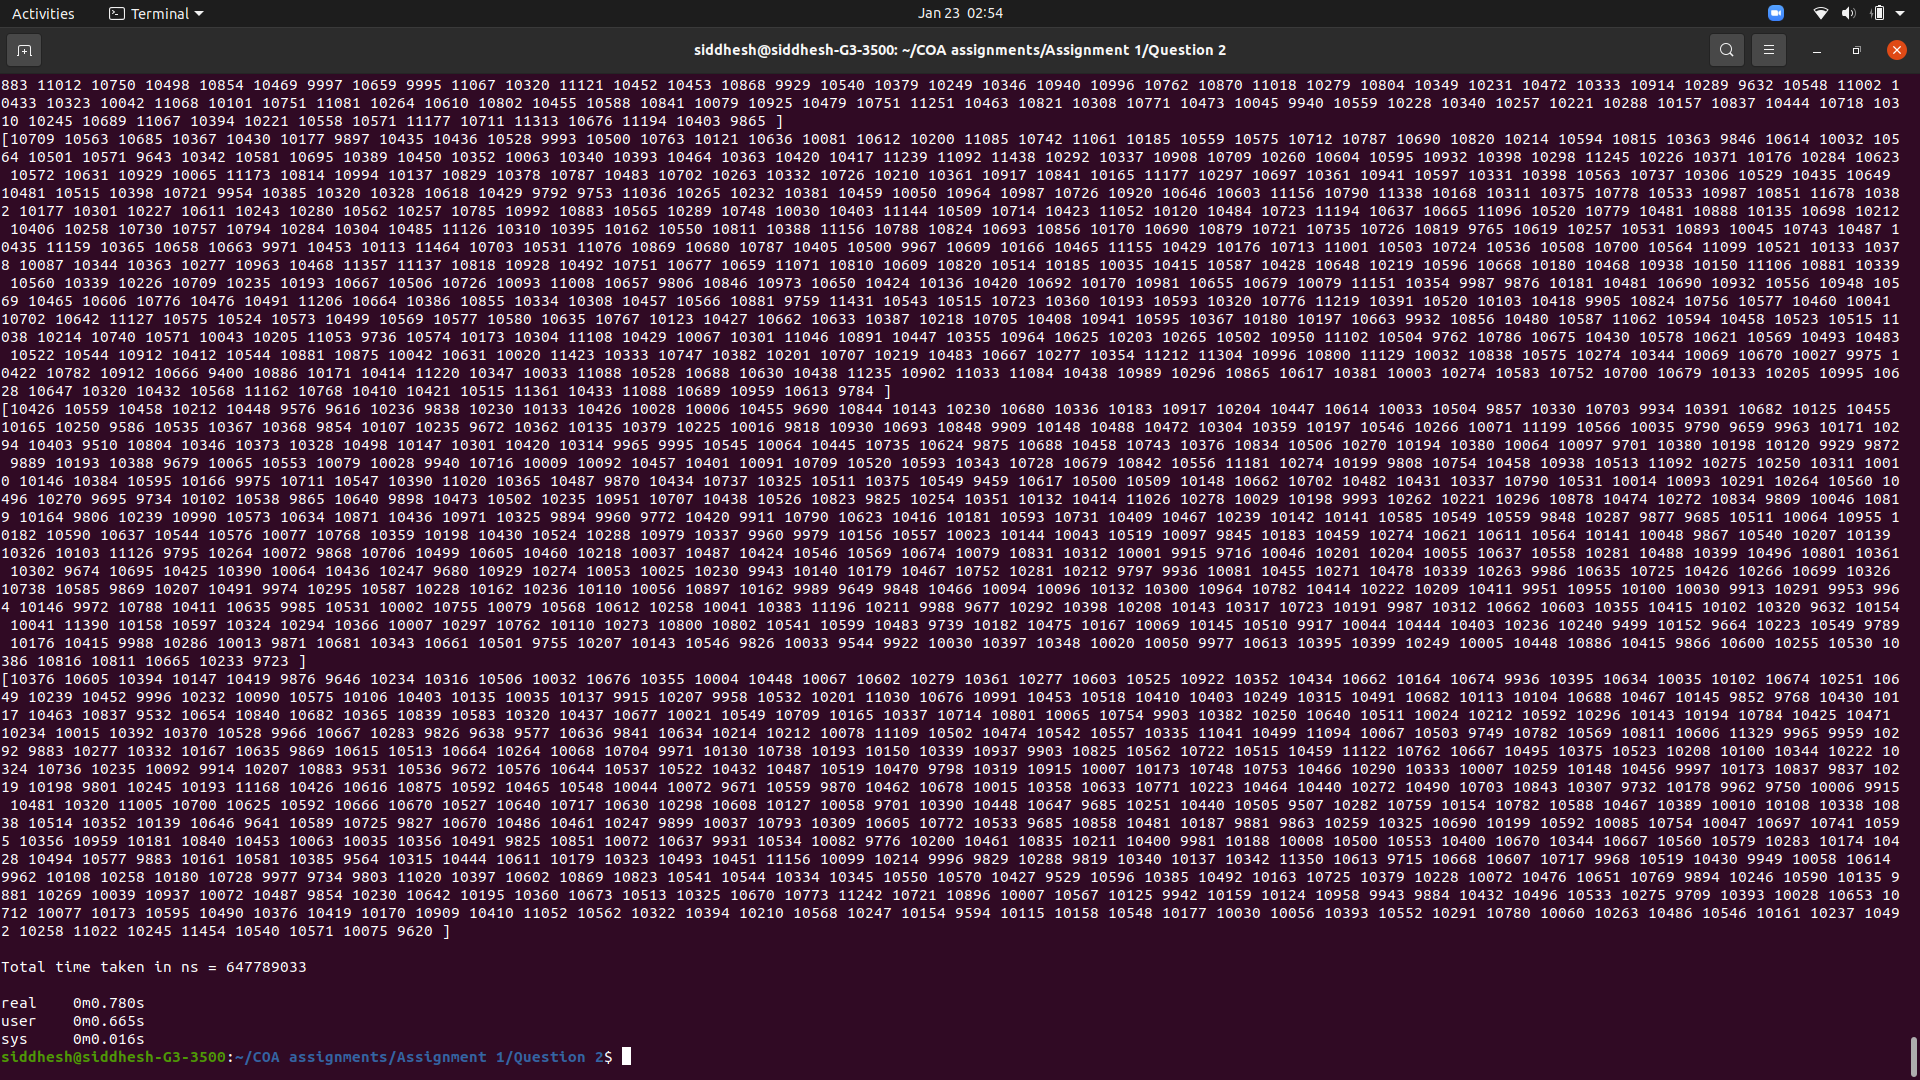 Activities
Terminal
Jan 23 02:54
siddhesh@siddhesh-G3-3500: ~/COA assignments/Assignment 1/Question 2
883 11012 10750 10498 10854 10469 9997 10659 9995 11067 10320 11121 10452 10453 10868 9929 10540 10379 10249 10346 10940 10996 10762 10870 11018 10279 10804 10349 10231 10472 10333 10914 10289 9632 10548 11002 1
0433 10323 10042 11068 10101 10751 11081 10264 10610 10802 10455 10588 10841 10079 10925 10479 10751 11251 10463 10821 10308 10771 10473 10045 9940 10559 10228 10340 10257 10221 10288 10157 10837 10444 10718 103
10 10245 10689 11067 10394 10221 10558 10571 11177 10711 11313 10676 11194 10403 9865 ]
[10709 10563 10685 10367 10430 10177 9897 10435 10436 10528 9993 10500 10763 10121 10636 10081 10612 10200 11085 10742 11061 10185 10559 10575 10712 10787 10690 10820 10214 10594 10815 10363 9846 10614 10032 105
64 10501 10571 9643 10342 10581 10695 10389 10450 10352 10063 10340 10393 10464 10363 10420 10417 11239 11092 11438 10292 10337 10908 10709 10260 10604 10595 10932 10398 10298 11245 10226 10371 10176 10284 10623
10572 10631 10929 10065 11173 10814 10994 10137 10829 10378 10787 10483 10702 10263 10332 10726 10210 10361 10917 10841 10165 11177 10297 10697 10361 10941 10597 10331 10398 10563 10737 10306 10529 10435 10649
10481 10515 10398 10721 9954 10385 10320 10328 10618 10429 9792 9753 11036 10265 10232 10381 10459 10050 10964 10987 10726 10920 10646 10603 11156 10790 11338 10168 10311 10375 10778 10533 10987 10851 11678 1038
2 10177 10301 10227 10611 10243 10280 10562 10257 10785 10992 10883 10565 10289 10748 10030 10403 11144 10509 10714 10423 11052 10120 10484 10723 11194 10637 10665 11096 10520 10779 10481 10888 10135 10698 10212
10406 10258 10730 10757 10794 10284 10304 10485 11126 10310 10395 10162 10550 10811 10388 11156 10788 10824 10693 10856 10170 10690 10879 10721 10735 10726 10819 9765 10619 10257 10531 10893 10045 10743 10487 1
0435 11159 10365 10658 10663 9971 10453 10113 11464 10703 10531 11076 10869 10680 10787 10405 10500 9967 10609 10166 10465 11155 10429 10176 10713 11001 10503 10724 10536 10508 10700 10564 11099 10521 10133 1037
8 10087 10344 10363 10277 10963 10468 11357 11137 10818 10928 10492 10751 10677 10659 11071 10810 10609 10820 10514 10185 10035 10415 10587 10428 10648 10219 10596 10668 10180 10468 10938 10150 11106 10881 10339
10560 10339 10226 10709 10235 10193 10667 10506 10726 10093 11008 10657 9806 10846 10973 10650 10424 10136 10420 10692 10170 10981 10655 10679 10079 11151 10354 9987 9876 10181 10481 10690 10932 10556 10948 105
69 10465 10606 10776 10476 10491 11206 10664 10386 10855 10334 10308 10457 10566 10881 9759 11431 10543 10515 10723 10360 10193 10593 10320 10776 11219 10391 10520 10103 10418 9905 10824 10756 10577 10460 10041
10702 10642 11127 10575 10524 10573 10499 10569 10577 10580 10635 10767 10123 10427 10662 10633 10387 10218 10705 10408 10941 10595 10367 10180 10197 10663 9932 10856 10480 10587 11062 10594 10458 10523 10515 11
038 10214 10740 10571 10043 10205 11053 9736 10574 10173 10304 11108 10429 10067 10301 11046 10891 10447 10355 10964 10625 10203 10265 10502 10950 11102 10504 9762 10786 10675 10430 10578 10621 10569 10493 10483
10522 10544 10912 10412 10544 10881 10875 10042 10631 10020 11423 10333 10747 10382 10201 10707 10219 10483 10667 10277 10354 11212 11304 10996 10800 11129 10032 10838 10575 10274 10344 10069 10670 10027 9975 1
0422 10782 10912 10666 9400 10886 10171 10414 11220 10347 10033 11088 10528 10688 10630 10438 11235 10902 11033 11084 10438 10989 10296 10865 10617 10381 10003 10274 10583 10752 10700 10679 10133 10205 10995 106
28 10647 10320 10432 10568 11162 10768 10410 10421 10515 11361 10433 11088 10689 10959 10613 9784 ]
[10426 10559 10458 10212 10448 9576 9616 10236 9838 10230 10133 10426 10028 10006 10455 9690 10844 10143 10230 10680 10336 10183 10917 10204 10447 10614 10033 10504 9857 10330 10703 9934 10391 10682 10125 10455
10165 10250 9586 10535 10367 10368 9854 10107 10235 9672 10362 10135 10379 10225 10016 9818 10930 10693 10848 9909 10148 10488 10472 10304 10359 10197 10546 10266 10071 11199 10566 10035 9790 9659 9963 10171 102
94 10403 9510 10804 10346 10373 10328 10498 10147 10301 10420 10314 9965 9995 10545 10064 10445 10735 10624 9875 10688 10458 10743 10376 10834 10506 10270 10194 10380 10064 10097 9701 10380 10198 10120 9929 9872
9889 10193 10388 9679 10065 10553 10079 10028 9940 10716 10009 10092 10457 10401 10091 10709 10520 10593 10343 10728 10679 10842 10556 11181 10274 10199 9808 10754 10458 10938 10513 11092 10275 10250 10311 1001
0 10146 10384 10595 10166 9975 10711 10547 10390 11020 10365 10487 9870 10434 10737 10325 10511 10375 10549 9459 10617 10500 10509 10148 10662 10702 10482 10431 10337 10790 10531 10014 10093 10291 10264 10560 10
496 10270 9695 9734 10102 10538 9865 10640 9898 10473 10502 10235 10951 10707 10438 10526 10823 9825 10254 10351 10132 10414 11026 10278 10029 10198 9993 10262 10221 10296 10878 10474 10272 10834 9809 10046 1081
9 10164 9806 10239 10990 10573 10634 10871 10436 10971 10325 9894 9960 9772 10420 9911 10790 10623 10416 10181 10593 10731 10409 10467 10239 10142 10141 10585 10549 10559 9848 10287 9877 9685 10511 10064 10955 1
0182 10590 10637 10544 10576 10077 10768 10359 10198 10430 10524 10288 10979 10337 9960 9979 10156 10557 10023 10144 10043 10519 10097 9845 10183 10459 10274 10621 10611 10564 10141 10048 9867 10540 10207 10139
10326 10103 11126 9795 10264 10072 9868 10706 10499 10605 10460 10218 10037 10487 10424 10546 10569 10674 10079 10831 10312 10001 9915 9716 10046 10201 10204 10055 10637 10558 10281 10488 10399 10496 10801 10361
10302 9674 10695 10425 10390 10064 10436 10247 9680 10929 10274 10053 10025 10230 9943 10140 10179 10467 10752 10281 10212 9797 9936 10081 10455 10271 10478 10339 10263 9986 10635 10725 10426 10266 10699 10326
10738 10585 9869 10207 10491 9974 10295 10587 10228 10162 10236 10110 10056 10897 10162 9989 9649 9848 10466 10094 10096 10132 10300 10964 10782 10414 10222 10209 10411 9951 10955 10100 10030 9913 10291 9953 996
4 10146 9972 10788 10411 10635 9985 10531 10002 10755 10079 10568 10612 10258 10041 10383 11196 10211 9988 9677 10292 10398 10208 10143 10317 10723 10191 9987 10312 10662 10603 10355 10415 10102 10320 9632 10154
10041 11390 10158 10597 10324 10294 10366 10007 10297 10762 10110 10273 10800 10802 10541 10599 10483 9739 10182 10475 10167 10069 10145 10510 9917 10044 10444 10403 10236 10240 9499 10152 9664 10223 10549 9789
10176 10415 9988 10286 10013 9871 10681 10343 10661 10501 9755 10207 10143 10546 9826 10033 9544 9922 10030 10397 10348 10020 10050 9977 10613 10395 10399 10249 10005 10448 10886 10415 9866 10600 10255 10530 10
386 10816 10811 10665 10233 9723 ]
[10376 10605 10394 10147 10419 9876 9646 10234 10316 10506 10032 10676 10355 10004 10448 10067 10602 10279 10361 10277 10603 10525 10922 10352 10434 10662 10164 10674 9936 10395 10634 10035 10102 10674 10251 106
49 10239 10452 9996 10232 10090 10575 10106 10403 10135 10035 10137 9915 10207 9958 10532 10201 11030 10676 10991 10453 10518 10410 10403 10249 10315 10491 10682 10113 10104 10688 10467 10145 9852 9768 10430 101
17 10463 10837 9532 10654 10840 10682 10365 10839 10583 10320 10437 10677 10021 10549 10709 10165 10337 10714 10801 10065 10754 9903 10382 10250 10640 10511 10024 10212 10592 10296 10143 10194 10784 10425 10471
10234 10015 10392 10370 10528 9966 10667 10283 9826 9638 9577 10636 9841 10634 10214 10212 10078 11109 10502 10474 10542 10557 10335 11041 10499 11094 10067 10503 9749 10782 10569 10811 10606 11329 9965 9959 102
92 9883 10277 10332 10167 10635 9869 10615 10513 10664 10264 10068 10704 9971 10130 10738 10193 10150 10339 10937 9903 10825 10562 10722 10515 10459 11122 10762 10667 10495 10375 10523 10208 10100 10344 10222 10
324 10736 10235 10092 9914 10207 10883 9531 10536 9672 10576 10644 10537 10522 10432 10487 10519 10470 9798 10319 10915 10007 10173 10748 10753 10466 10290 10333 10007 10259 10148 10456 9997 10173 10837 9837 102
19 10198 9801 10245 10193 11168 10426 10616 10875 10592 10465 10548 10044 10072 9671 10559 9870 10462 10678 10015 10358 10633 10771 10223 10464 10440 10272 10490 10703 10843 10307 9732 10178 9962 9750 10006 9915
10481 10320 11005 10700 10625 10592 10666 10670 10527 10640 10717 10630 10298 10608 10127 10058 9701 10390 10448 10647 9685 10251 10440 10505 9507 10282 10759 10154 10782 10588 10467 10389 10010 10108 10338 108
38 10514 10352 10139 10646 9641 10589 10725 9827 10670 10486 10461 10247 9899 10037 10793 10309 10605 10772 10533 9685 10858 10481 10187 9881 9863 10259 10325 10690 10199 10592 10085 10754 10047 10697 10741 1059
5 10356 10959 10181 10840 10453 10063 10035 10356 10491 9825 10851 10072 10637 9931 10534 10082 9776 10200 10461 10835 10211 10400 9981 10188 10008 10500 10553 10400 10670 10344 10667 10560 10579 10283 10174 104
28 10494 10577 9883 10161 10581 10385 9564 10315 10444 10611 10179 10323 10493 10451 11156 10099 10214 9996 9829 10288 9819 10340 10137 10342 11350 10613 9715 10668 10607 10717 9968 10519 10430 9949 10058 10614
9962 10108 10258 10180 10728 9977 9734 9803 11020 10397 10602 10869 10823 10541 10544 10334 10345 10550 10570 10427 9529 10596 10385 10492 10163 10725 10379 10228 10072 10476 10651 10769 9894 10246 10590 10135 9
881 10269 10039 10937 10072 10487 9854 10230 10642 10195 10360 10673 10513 10325 10670 10773 11242 10721 10896 10007 10567 10125 9942 10159 10124 10958 9943 9884 10432 10496 10533 10275 9709 10393 10028 10653 10
712 10077 10173 10595 10490 10376 10419 10170 10909 10410 11052 10562 10322 10394 10210 10568 10247 10154 9594 10115 10158 10548 10177 10030 10056 10393 10552 10291 10780 10060 10263 10486 10546 10161 10237 1049
2 10258 11022 10245 11454 10540 10571 10075 9620 ]
Total time taken in ns = 647789033
real 0m0.780s
user 0m0.665s
sys 0m0.016s
siddhesh@siddhesh-G3-3500:~/COA assignments/Assignment 1/Question 2$